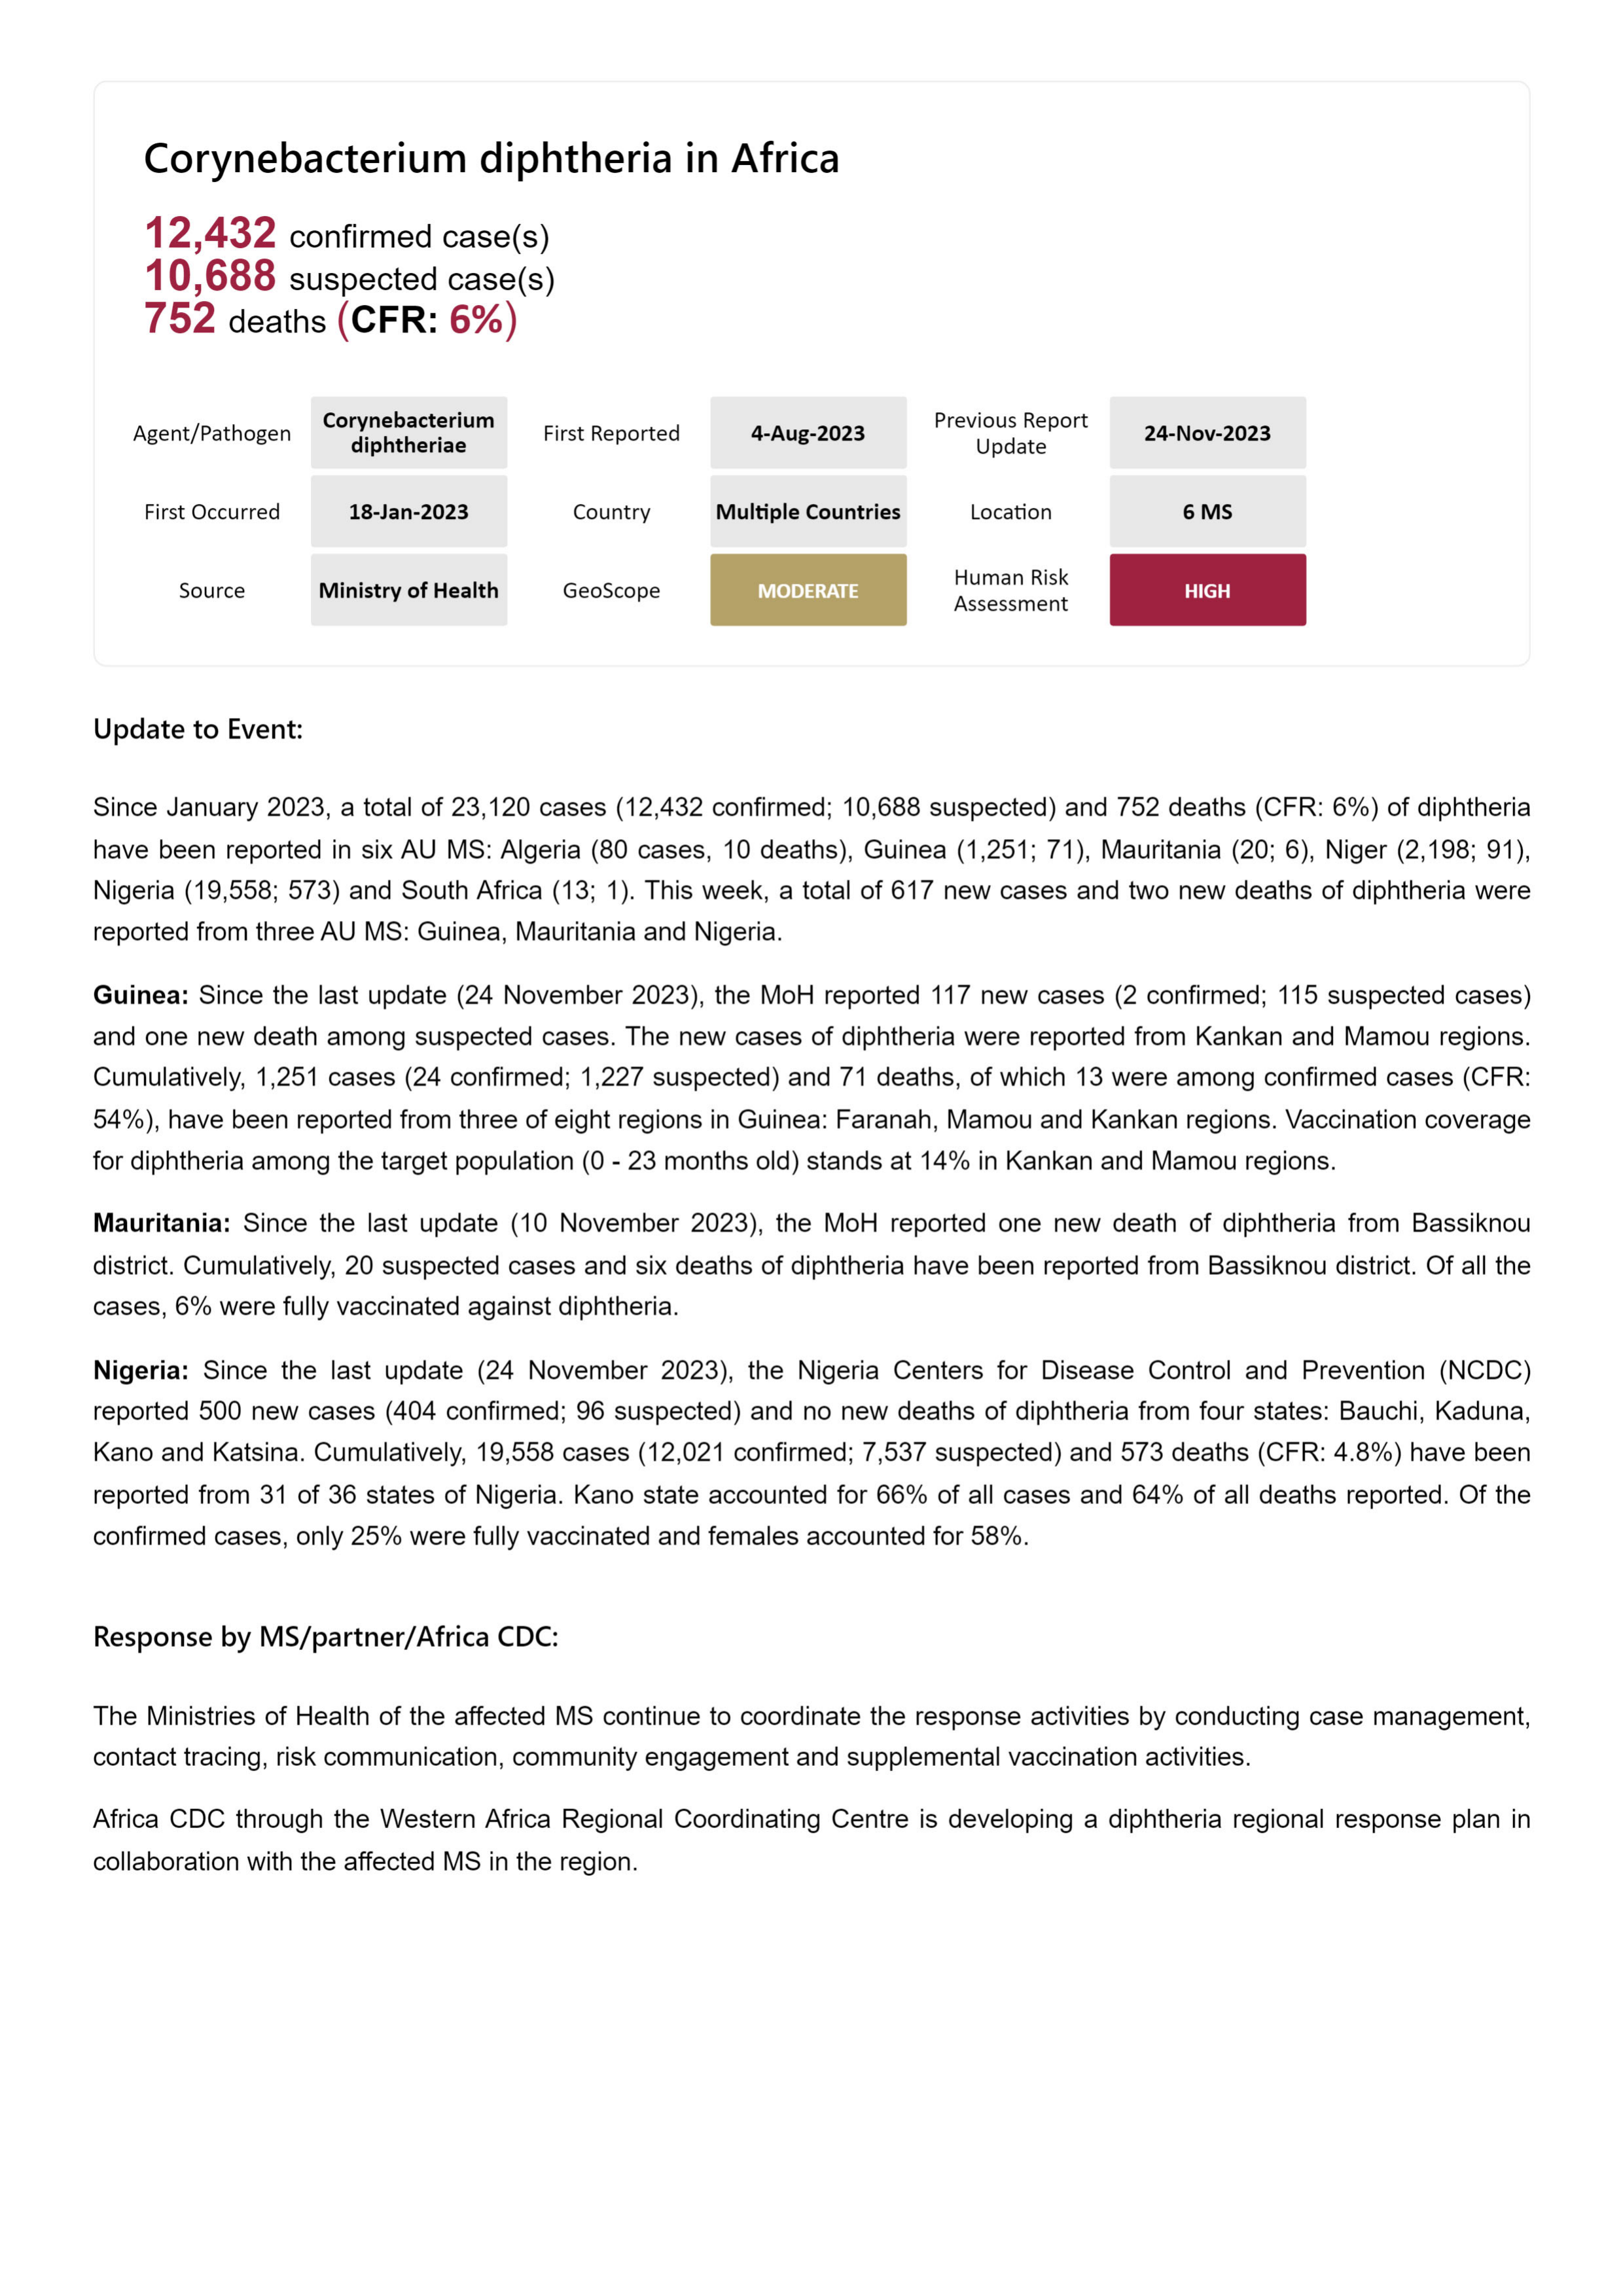 Corynebacterium diphtheria in Africa
12,432 confirmed case(s)
10,688 suspected case(s)
752 deaths (CFR: 6%)
Agent/Pathogen
Corynebacterium
diphtheriae
First Reported
4-Aug-2023
Previous Report
Update
24-Nov-2023
First Occurred
18-Jan-2023
Country
Multiple Countries
Location
6 MS
Source
Ministry of Health
GeoScope
MODERATE
Human Risk
Assessment
HIGH
Update to Event:
Since January 2023, a total of 23,120 cases (12,432 confirmed; 10,688 suspected) and 752 deaths (CFR: 6%) of diphtheria
have been reported in six AU MS: Algeria (80 cases, 10 deaths), Guinea (1,251; 71), Mauritania (20; 6), Niger (2,198; 91),
Nigeria (19,558; 573) and South Africa (13; 1). This week, a total of 617 new cases and two new deaths of diphtheria were
reported from three AU MS: Guinea, Mauritania and Nigeria.
Guinea: Since the last update (24 November 2023), the MoH reported 117 new cases (2 confirmed; 115 suspected cases)
and one new death among suspected cases. The new cases of diphtheria were reported from Kankan and Mamou regions.
Cumulatively, 1,251 cases (24 confirmed; 1,227 suspected) and 71 deaths, of which 13 were among confirmed cases (CFR:
54%), have been reported from three of eight regions in Guinea: Faranah, Mamou and Kankan regions. Vaccination coverage
for diphtheria among the target population (0 - 23 months old) stands at 14% in Kankan and Mamou regions.
Mauritania: Since the last update (10 November 2023), the MoH reported one new death of diphtheria from Bassiknou
district. Cumulatively, 20 suspected cases and six deaths of diphtheria have been reported from Bassiknou district. Of all the
cases, 6% were fully vaccinated against diphtheria.
Nigeria: Since the last update (24 November 2023), the Nigeria Centers for Disease Control and Prevention (NCDC)
reported 500 new cases (404 confirmed; 96 suspected) and no new deaths of diphtheria from four states: Bauchi, Kaduna,
Kano and Katsina. Cumulatively, 19,558 cases (12,021 confirmed; 7,537 suspected) and 573 deaths (CFR: 4.8%) have been
reported from 31 of 36 states of Nigeria. Kano state accounted for 66% of all cases and 64% of all deaths reported. Of the
confirmed cases, only 25% were fully vaccinated and females accounted for 58%.
Response by MS/partner/Africa CDC:
The Ministries of Health of the affected MS continue to coordinate the response activities by conducting case management,
contact tracing, risk communication, community engagement and supplemental vaccination activities.
Africa CDC through the Western Africa Regional Coordinating Centre is developing a diphtheria regional response plan in
collaboration with the affected MS in the region.